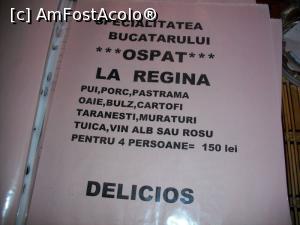 [c] AmFostAcolo®
SPECIALITATEA
BUCATARULUI
***OSPAT***
LA REGINA
PUI,PORC,PASTRAMA
OAIE,BULZ,CARTOFI
TARANESTI,MURATURI
TUICA,VIN ALB SAU ROSU
PENTRU 4 PERSOANE= 150 lei
DELICIOS